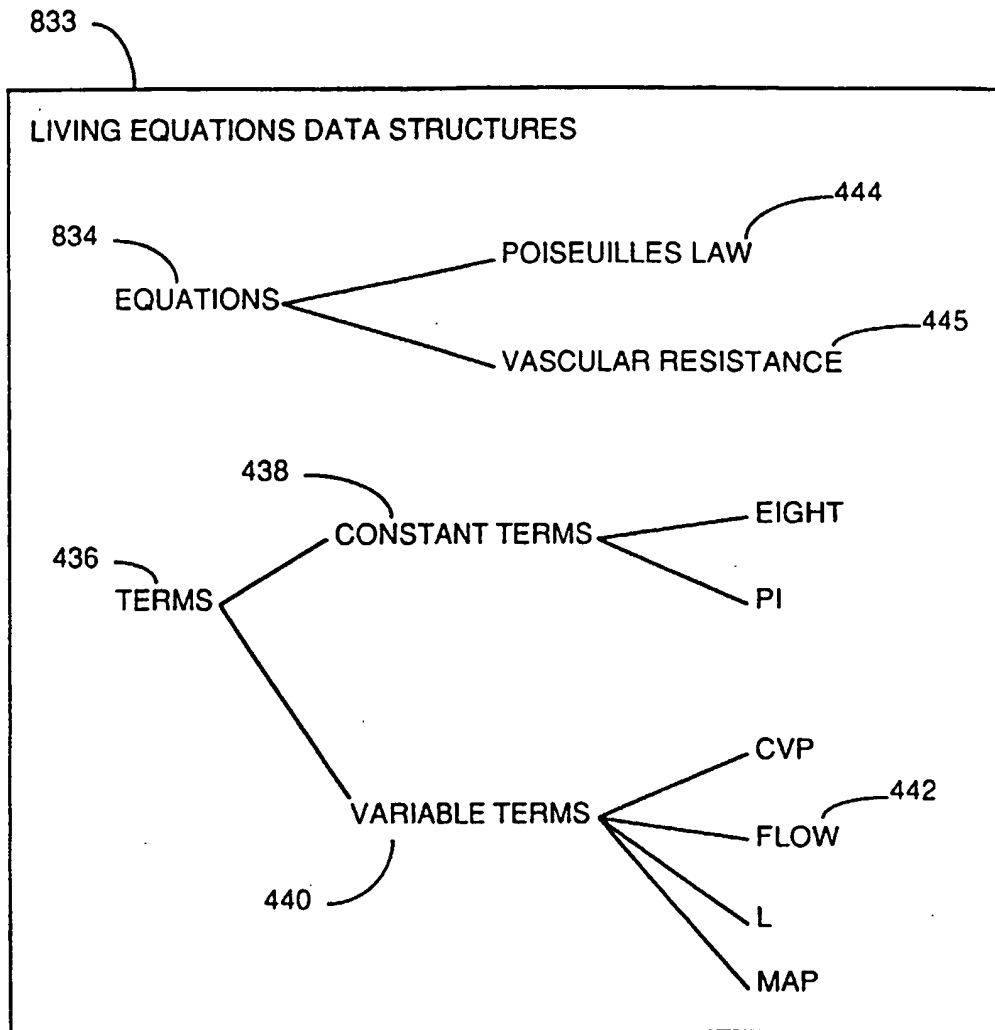 833
LIVING EQUATIONS DATA STRUCTURES
444
834
POISEUILLES LAW
EQUATIONS
445
VASCULAR RESISTANCE
438
EIGHT
CONSTANT TERMS
436
TERMS
PI
CVP
442
VARIABLE TERMS
FLOW
440
L
MAP